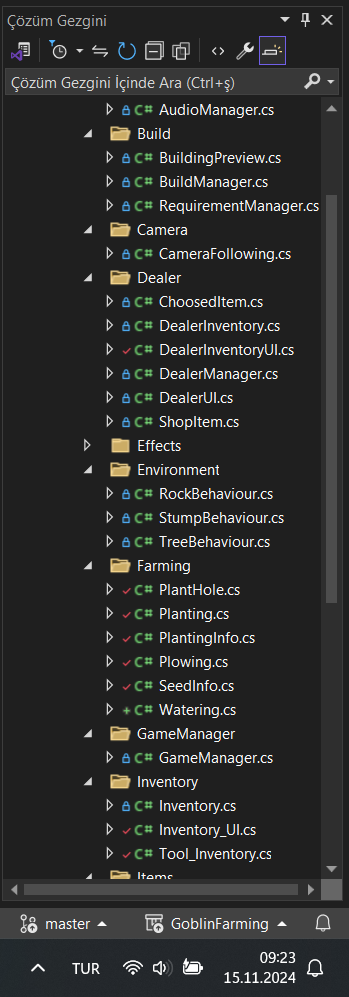 Çözüm Gezgini
Çözüm Gezgini İçinde Ara (Ctrl+ş)
C# AudioManager.cs
Build
C# BuildingPreview.cs
C# BuildManager.cs
C# RequirementManager.cs
Camera
C# CameraFollowing.cs
Dealer
C# ChoosedItem.cs
C# DealerInventory.cs
C# DealerInventoryUI.cs
C# DealerManager.cs
C# DealerUI.cs
C# ShopItem.cs
Effects
Environment
C# RockBehaviour.cs
C# StumpBehaviour.cs
C# TreeBehaviour.cs
Farming
C# PlantHole.cs
C# Planting.cs
C# PlantingInfo.cs
C# Plowing.cs
C# SeedInfo.cs
C# Watering.cs
GameManager
C# GameManager.cs
Inventory
C# Inventory.cs
C# Inventory_UI.cs
C# Tool_Inventory.cs
Items
master GoblinFarming
TUR 09:23
15.11.2024